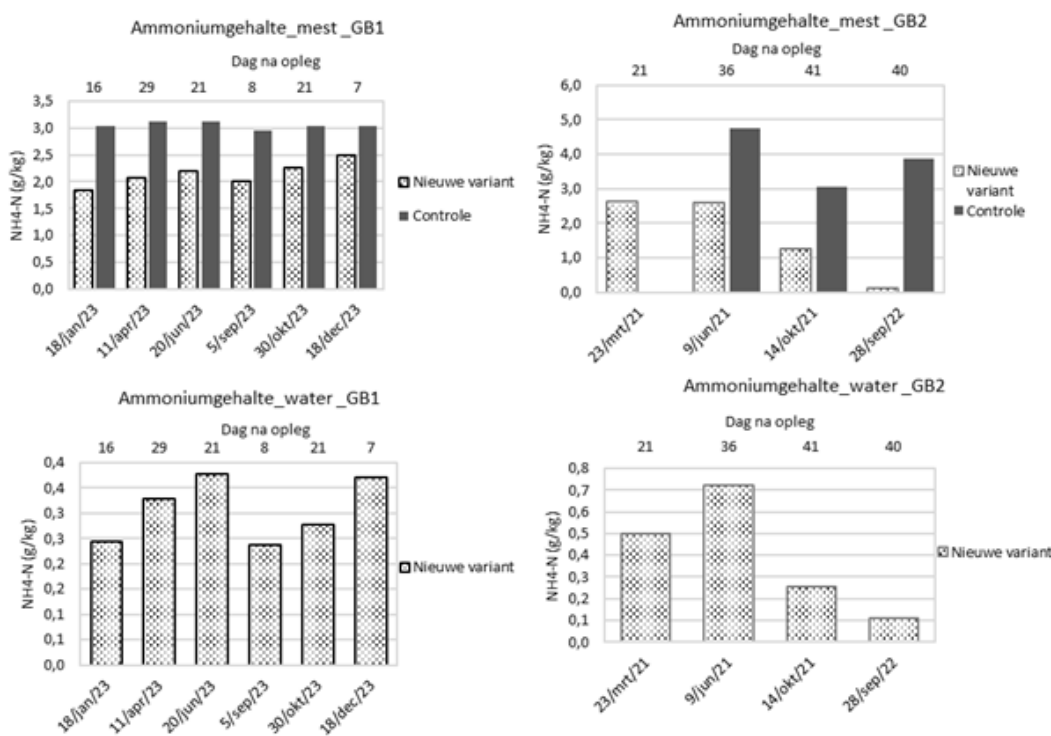 Ammoniumgehalte_mest _GB1
Dag na opleg
16 29 21 8 21 7
3,5
3,0
2,5
2,0
1,5
1,0
0,5
0,0
NH4-N (g/kg)
18/jan/23 11/apr/23 20/jun/23 5/sep/23 30/okt/23 18/dec/23
Nieuwe variant
Controle
Ammoniumgehalte_mest _GB2
Dag na opleg
21 36 41 40
6,0
5,0
4,0
3,0
2,0
1,0
0,0
NH4-N (g/kg)
23/mrt/21 9/jun/21 14/okt/21 28/sep/22
Nieuwe
variant
Controle
Ammoniumgehalte_water _GB1
Dag na opleg
16 29 21 8 21 7
0,4
0,4
0,3
0,3
0,2
0,2
0,1
0,1
0,0
NH4-N (g/kg)
18/jan/23 11/apr/23 20/jun/23 5/sep/23 30/okt/23 18/dec/23
Nieuwe variant
Ammoniumgehalte_water _GB2
Dag na opleg
21 36 41 40
0,8
0,7
0,6
0,5
0,4
0,3
0,2
0,1
0,0
NH4-N (g/kg)
23/mrt/21 9/jun/21 14/okt/21 28/sep/22
Nieuwe variant